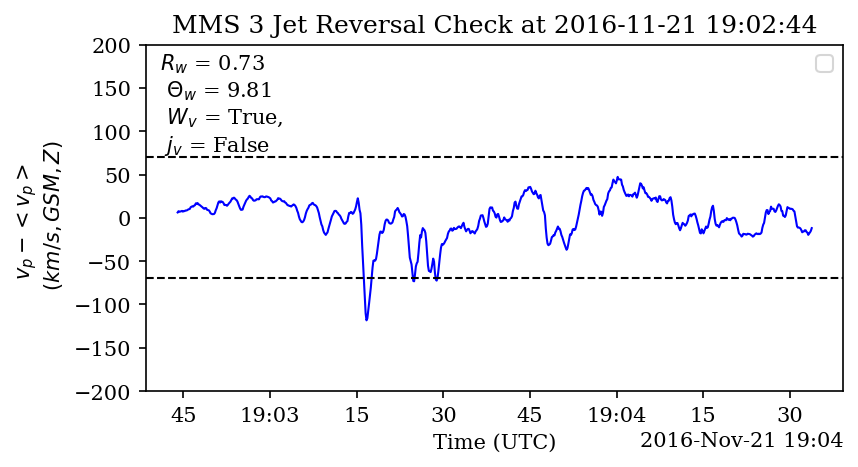 MMS 3 Jet Reversal Check at 2016-11-21 19:02:44
200
150
100
50
0
−50
−100
−150
−200
v_p − < v_p >
(km/s, GSM, Z)
R_w = 0.73
Θ_w = 9.81
W_v = True,
j_v = False
45 19:03 15 30 45 19:04 15 30
Time (UTC)
2016-Nov-21 19:04